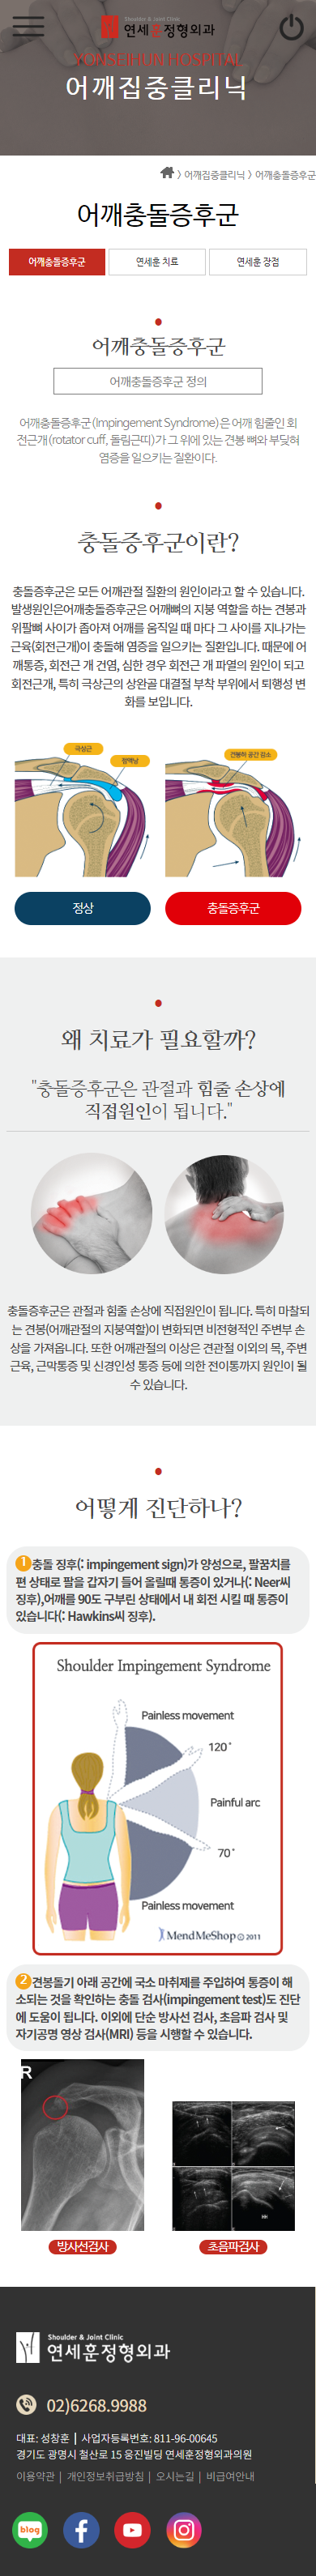 Shoulder & Joint Clinic
연세훈정형외과
YONSEIHUN HOSPITAL
어깨집중클리닉
> 어깨집중클리닉 > 어깨충돌증후군
어깨충돌증후군
어깨충돌증후군
연세훈 치료
연세훈 장점
어깨충돌증후군
어깨충돌증후군 정의
어깨충돌증후군(Impingement Syndrome)은 어깨 힘줄인 회
전근개(rotator cuff, 돌림근띠)가 그 위에 있는 견봉 뼈와 부딪혀
염증을 일으키는 질환이다.
충돌증후군이란?
충돌증후군은 모든 어깨관절 질환의 원인이라고 할 수 있습니다.
발생원인은어깨충돌증후군은 어깨뼈의 지붕 역할을 하는 견봉과
위팔뼈 사이가 좁아져 어깨를 움직일 때 마다 그 사이를 지나가는
근육(회전근개)이 충돌해 염증을 일으키는 질환입니다. 때문에 어
깨통증, 회전근 개 건염, 심한 경우 회전근 개 파열의 원인이 되고
회전근개, 특히 극상근의 상완골 대결절 부착 부위에서 퇴행성 변
화를 보입니다.
극상근
점액낭
견봉하 공간 감소
정상
충돌증후군
왜 치료가 필요할까?
"충돌증후군은 관절과 힘줄 손상에
직접원인이 됩니다."
충돌증후군은 관절과 힘줄 손상에 직접원인이 됩니다. 특히 마찰되
는 견봉(어깨관절의 지붕역할)이 변화되면 비전형적인 주변부 손
상을 가져옵니다. 또한 어깨관절의 이상은 견관절 이외의 목, 주변
근육, 근막통증 및 신경인성 통증 등에 의한 전이통까지 원인이 될
수 있습니다.
어떻게 진단하나?
1 충돌 징후(: impingement sign)가 양성으로, 팔꿈치를
편 상태로 팔을 갑자기 들어 올릴때 통증이 있거나(: Neer씨
징후),어깨를 90도 구부린 상태에서 내 회전 시킬 때 통증이
있습니다(: Hawkins씨 징후).
Shoulder Impingement Syndrome
Painless movement
120°
Painful arc
70°
Painless movement
MendMeShop © 2011
2 견봉돌기 아래 공간에 국소 마취제를 주입하여 통증이 해
소되는 것을 확인하는 충돌 검사(impingement test)도 진단
에 도움이 됩니다. 이외에 단순 방사선 검사, 초음파 검사 및
자기공명 영상 검사(MRI) 등을 시행할 수 있습니다.
R
방사선검사
초음파검사
Shoulder & Joint Clinic
연세훈정형외과
02)6268.9988
대표: 성창훈 | 사업자등록번호: 811-96-00645
경기도 광명시 철산로 15 웅진빌딩 연세훈정형외과의원
이용약관 | 개인정보취급방침 | 오시는길 | 비급여안내
blog